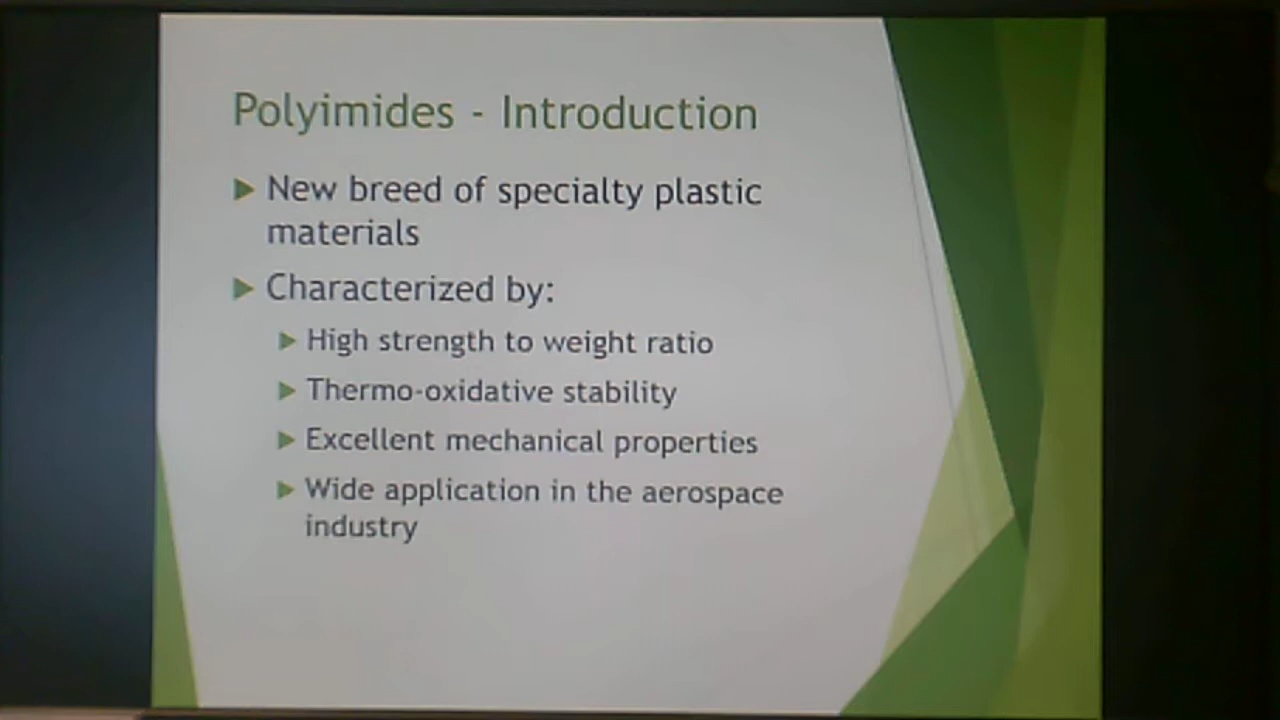 Polyimides - Introduction
New breed of specialty plastic
materials
Characterized by:
High strength to weight ratio
Thermo-oxidative stability
Excellent mechanical properties
Wide application in the aerospace
industry